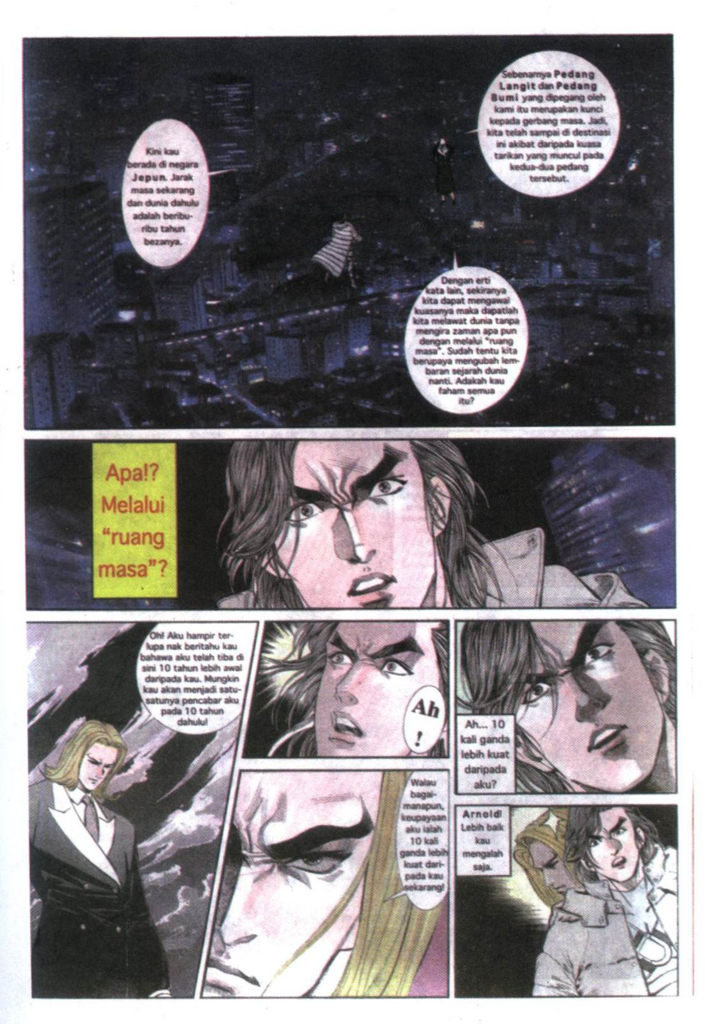 Sebenarnya Pedang
Langit dan Pedang
Bumi yang dipegang oleh
kami itu merupakan kunci
kepada gerbang masa. Jadi,
kita telah sampai di destinasi
ini akibat daripada kuasa
tarikan yang muncul pada
kedua-dua pedang
tersebut.
Kini kau
berada di negara
Jepun. Jarak
masa sekarang
dan dunia dahulu
adalah beribu-
ribu tahun
bezanya.
Dengan erti
kata lain, sekiranya
kita dapat mengawal
kuasanya maka dapatlah
kita melawat dunia tanpa
mengira zaman apa pun
dengan melalui "ruang
masa". Sudah tentu kita
berupaya mengubah lem-
baran sejarah dunia
nanti. Adakah kau
faham semua
itu?
Apa!?
Melalui
"ruang
masa"?
Oh! Aku hampir ter-
lupa nak beritahu kau
bahawa aku telah tiba di
sini 10 tahun lebih awal
daripada kau. Mungkin
kau akan menjadi satu-
satunya pencabar aku
pada 10 tahun
dahulu!
Ah
!
Ah... 10
kali ganda
lebih kuat
daripada
aku?
Walau
bagai-
manapun,
keupayaan
aku ialah
10 kali
ganda lebih
kuat dari-
pada kau
sekarang!
Arnold!
Lebih baik
kau
mengalah
saja.